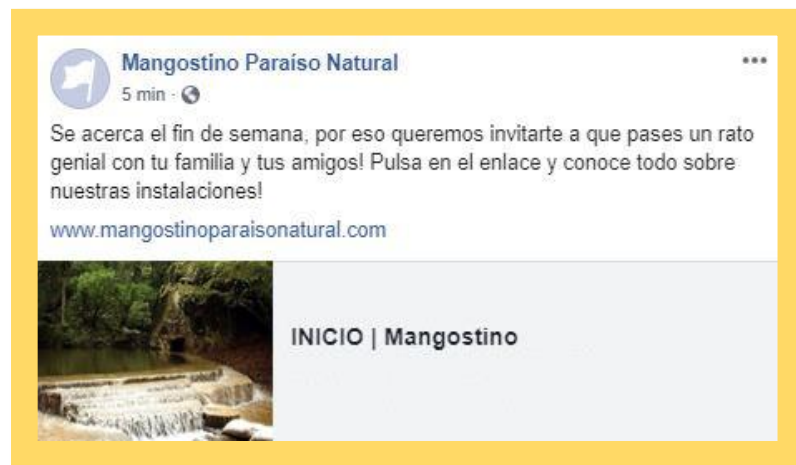 Mangostino Paraíso Natural
5 min ·
Se acerca el fin de semana, por eso queremos invitarte a que pases un rato
genial con tu familia y tus amigos! Pulsa en el enlace y conoce todo sobre
nuestras instalaciones!
www.mangostinoparaisonatural.com
INICIO | Mangostino